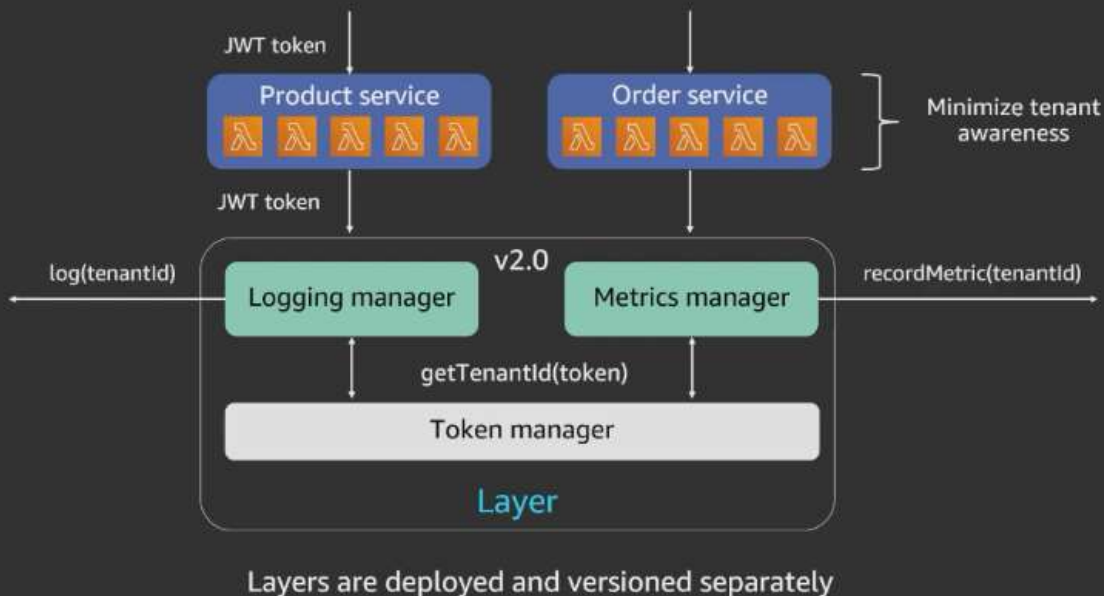 JWT token
Product service
Order service
Minimize tenant
awareness
JWT token
v2.0
log(tenantId)
Logging manager
Metrics manager
recordMetric(tenantId)
getTenantId(token)
Token manager
Layer
Layers are deployed and versioned separately